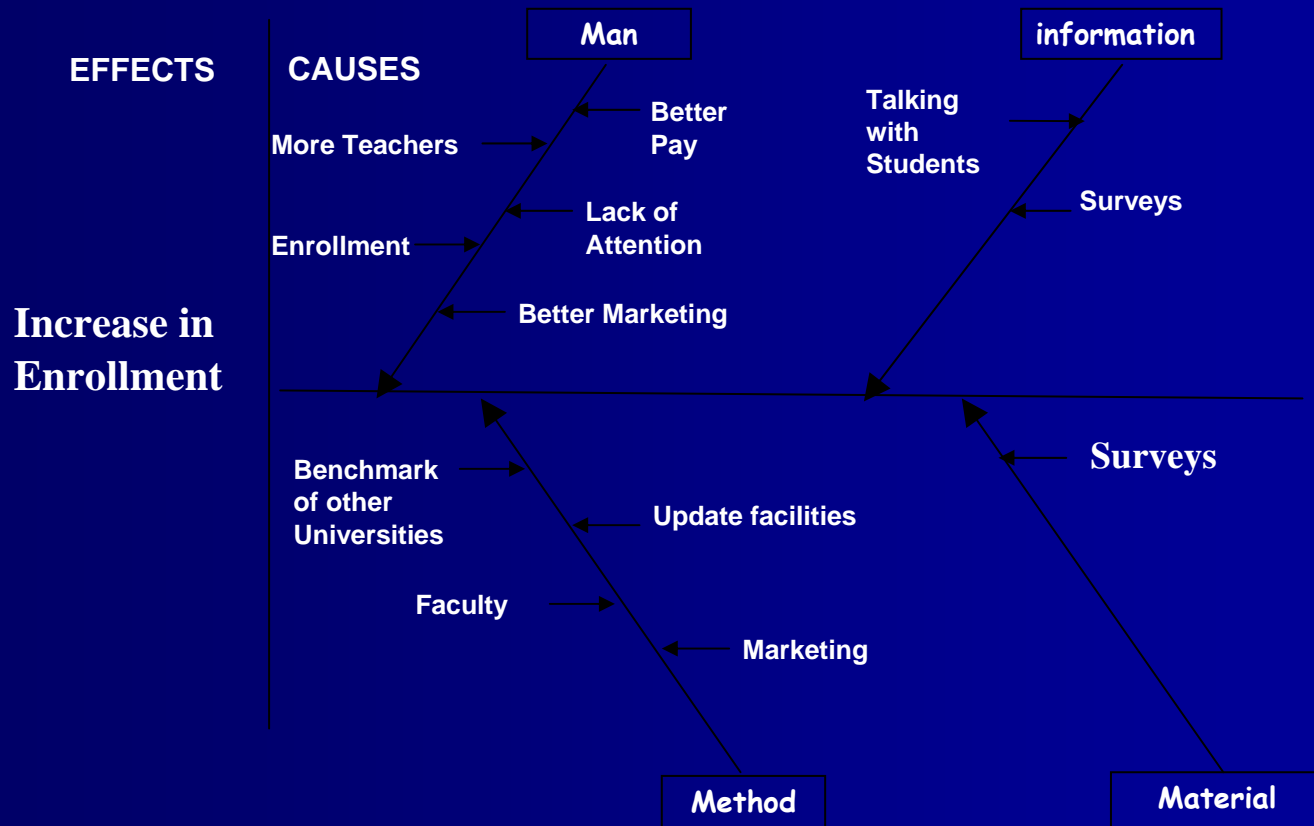 Man
information
EFFECTS
CAUSES
Better
Pay
More Teachers
Talking
with
Students
Surveys
Lack of
Attention
Enrollment
Better Marketing
Increase in
Enrollment
Surveys
Benchmark
of other
Universities
Update facilities
Faculty
Marketing
Method
Material